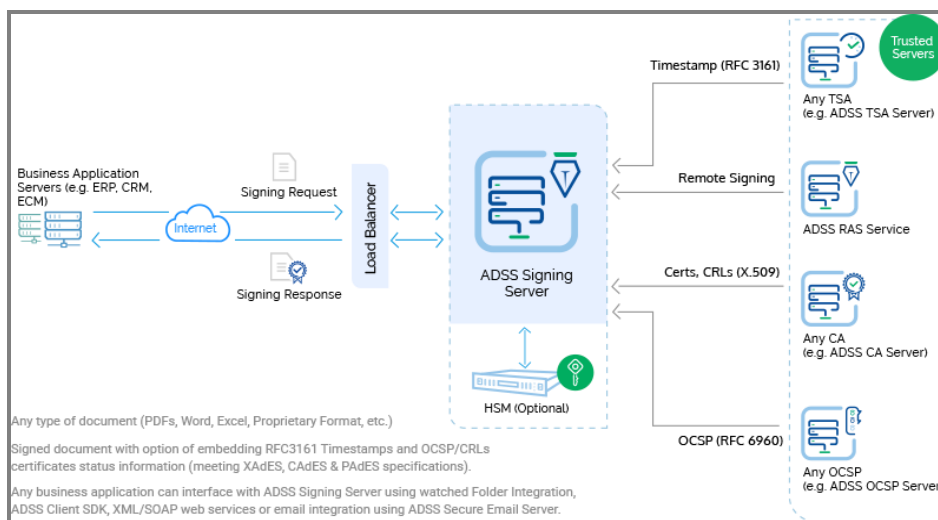 Trusted
Servers
Timestamp (RFC 3161)
Any TSA
(e.g. ADSS TSA Server)
Business Application
Servers (e.g. ERP, CRM,
ECM)
Signing Request
Internet
Signing Response
Load Balancer
ADSS Signing
Server
HSM (Optional)
Remote Signing
ADSS RAS Service
Certs, CRLs (X.509)
Any CA
(e.g. ADSS CA Server)
OCSP (RFC 6960)
Any OCSP
(e.g. ADSS OCSP Server
Any type of document (PDFs, Word, Excel, Proprietary Format, etc.)
Signed document with option of embedding RFC3161 Timestamps and OCSP/CRLs
certificates status information (meeting XAdES, CAdES & PAdES specifications).
Any business application can interface with ADSS Signing Server using watched Folder Integration,
ADSS Client SDK, XML/SOAP web services or email integration using ADSS Secure Email Server.